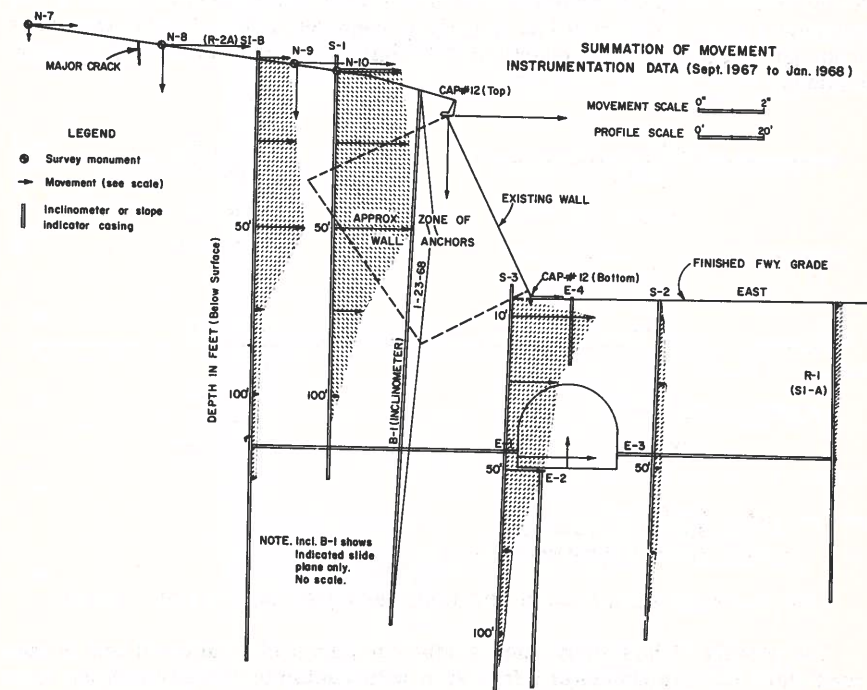 N-7
N-8
(R-2A) SI-B
S-1
N-9
N-10
MAJOR CRACK
CAP#12 (Top)
SUMMATION OF MOVEMENT
INSTRUMENTATION DATA (Sept. 1967 to Jan. 1968)
MOVEMENT SCALE 0" 2"
PROFILE SCALE 0' 20'
LEGEND
Survey monument
Movement (see scale)
Inclinometer or slope
indicator casing
EXISTING WALL
50'
50'
APPROX ZONE OF
WALL ANCHORS
DEPTH IN FEET (Below Surface)
1-23-68
B-1 (INCLINOMETER)
S-3
CAP#12 (Bottom)
E-4
S-2
FINISHED FWY. GRADE
EAST
10'
R-1
(SI-A)
100'
100'
E-3
50'
50'
E-2
NOTE. Incl. B-1 shows
Indicated slide
plane only.
No scale.
100'